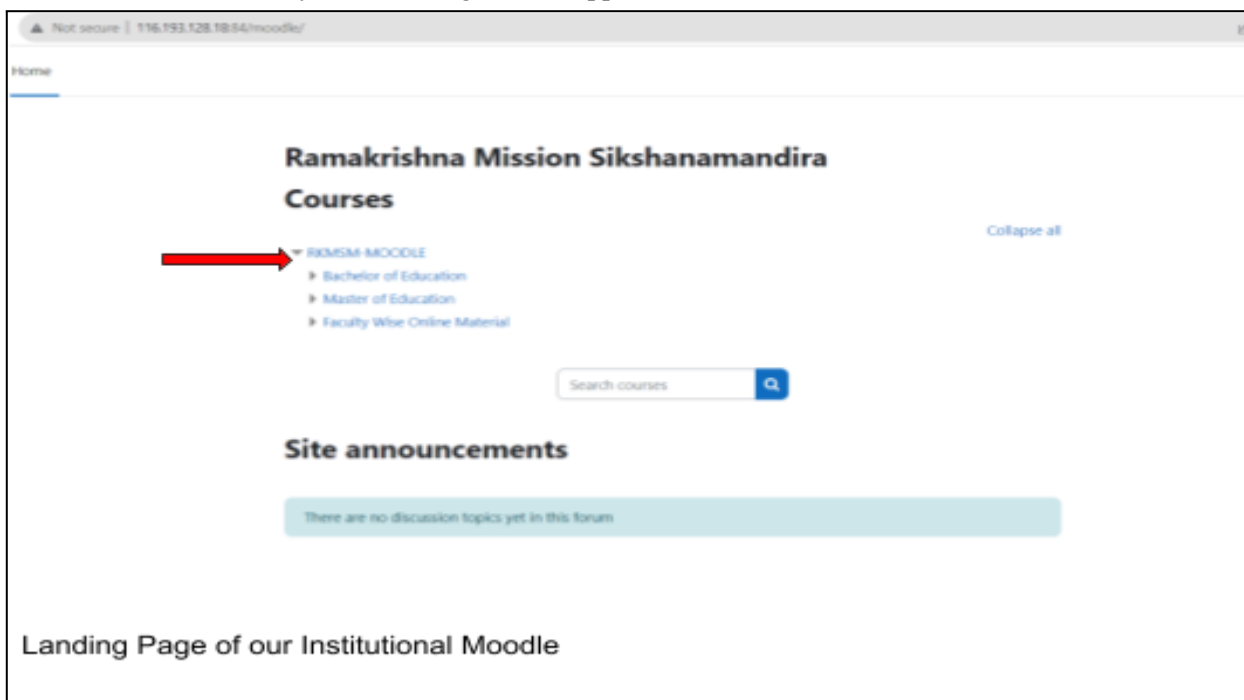 Not secure | 116.193.128.18:84/moodle/
Home
Ramakrishna Mission Sikshanamandira
Courses
Collapse all
RKMSM-MOODLE
Bachelor of Education
Master of Education
Faculty Wise Online Material
Search courses
Site announcements
There are no discussion topics yet in this forum
Landing Page of our Institutional Moodle